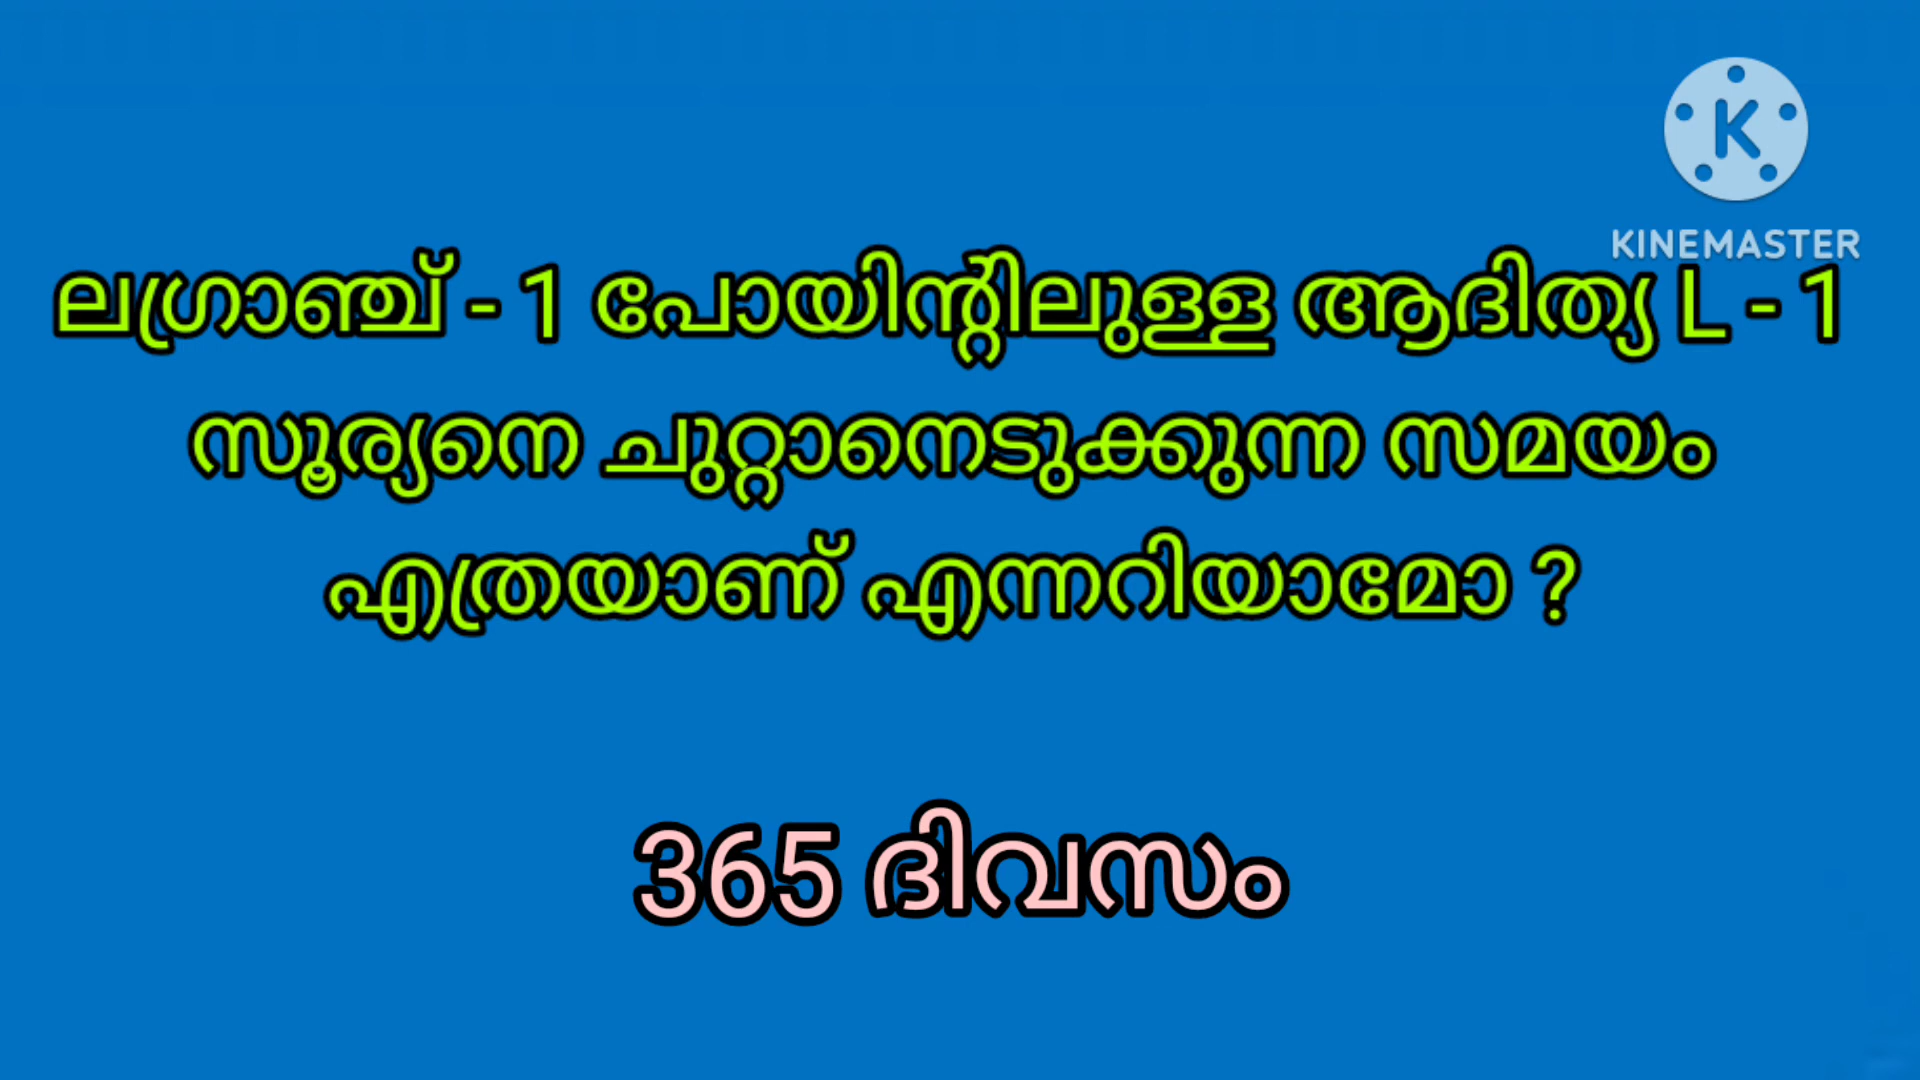 K
KINEMASTER
ലഗ്രാഞ്ച് - 1 പോയിന്റിലുള്ള ആദിത്യ L - 1
സൂര്യനെ ചുറ്റാനെടുക്കുന്ന സമയം
എത്രയാണ് എന്നറിയാമോ ?
365 ദിവസം